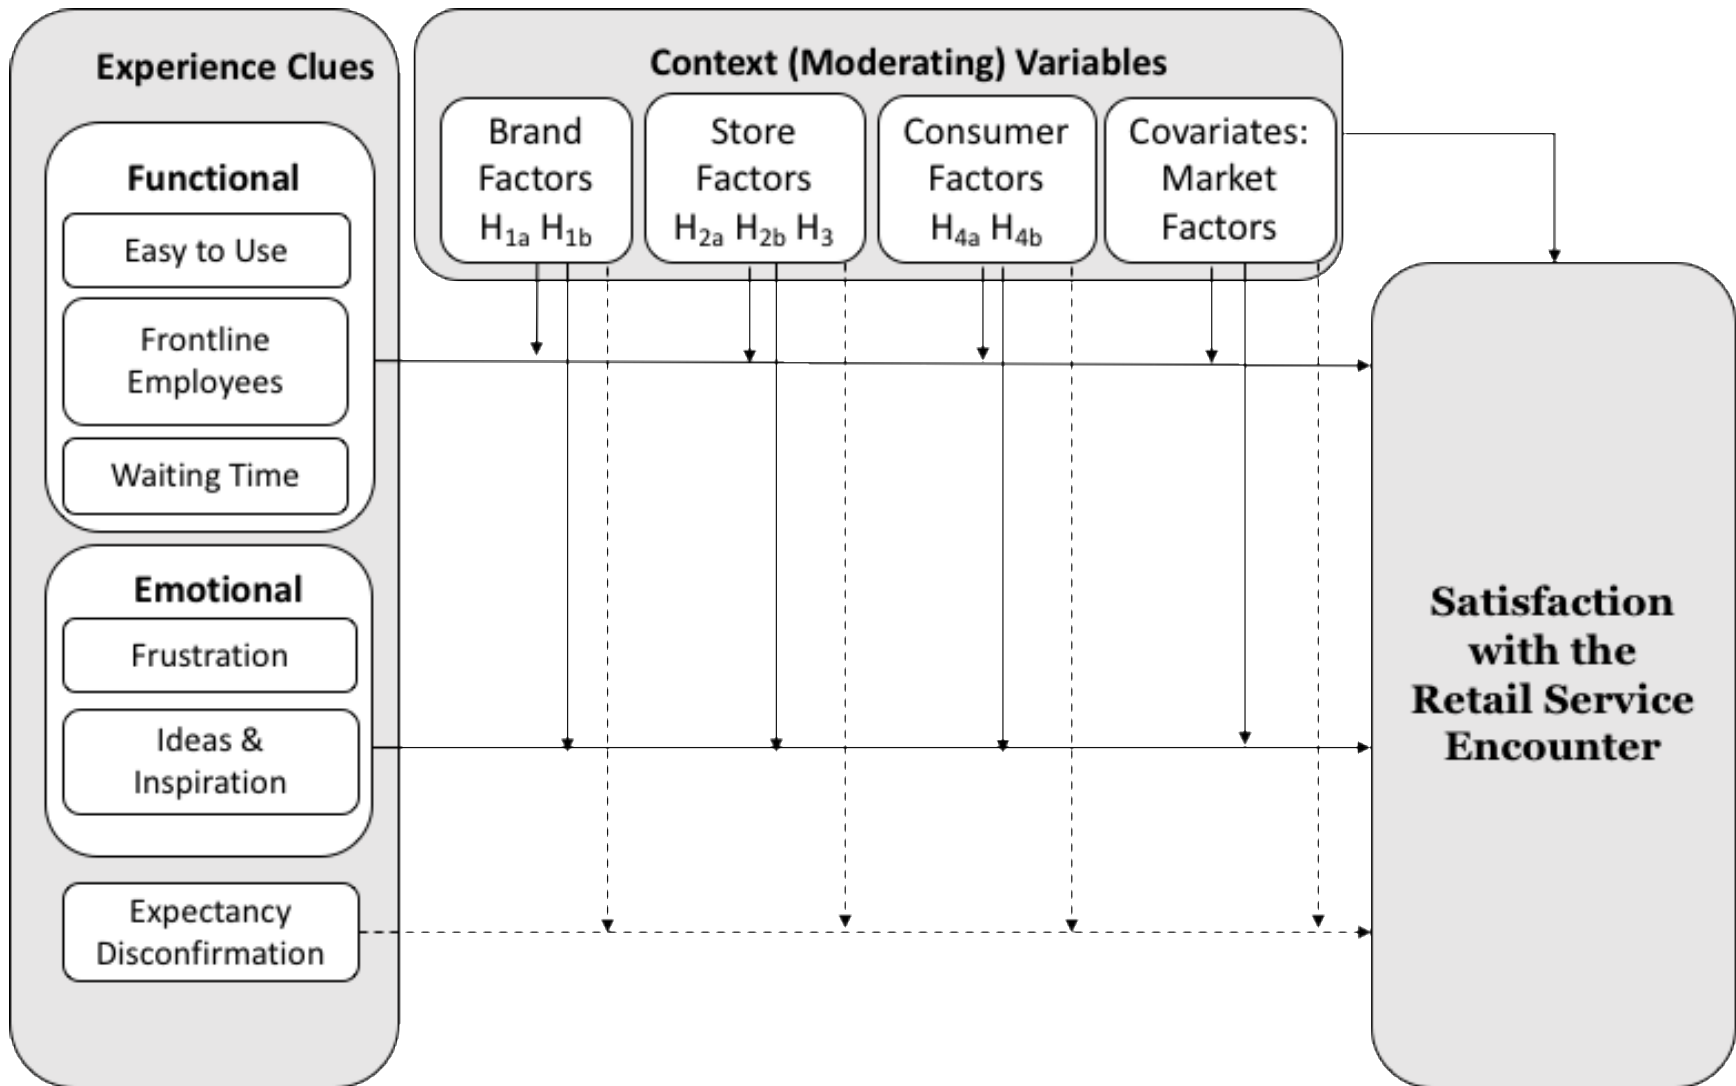 Experience Clues
Functional
Easy to Use
Frontline
Employees
Waiting Time
Emotional
Frustration
Ideas &
Inspiration
Expectancy
Disconfirmation
Context (Moderating) Variables
Brand
Factors
H1a H1b
Store
Factors
H2a H2b H3
Consumer
Factors
H4a H4b
Covariates:
Market
Factors
Satisfaction
with the
Retail Service
Encounter